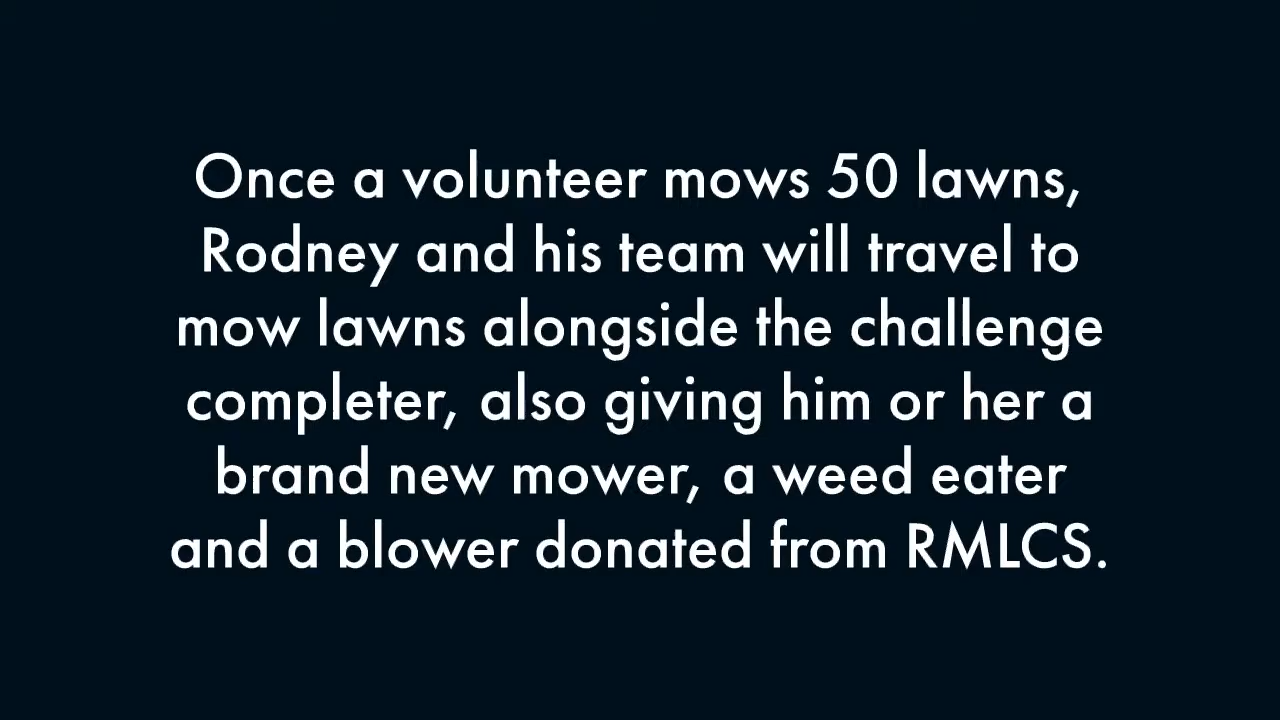 Once a volunteer mows 50 lawns,
Rodney and his team will travel to
mow lawns alongside the challenge
completer, also giving him or her a
brand new mower, a weed eater
and a blower donated from RMLCS.